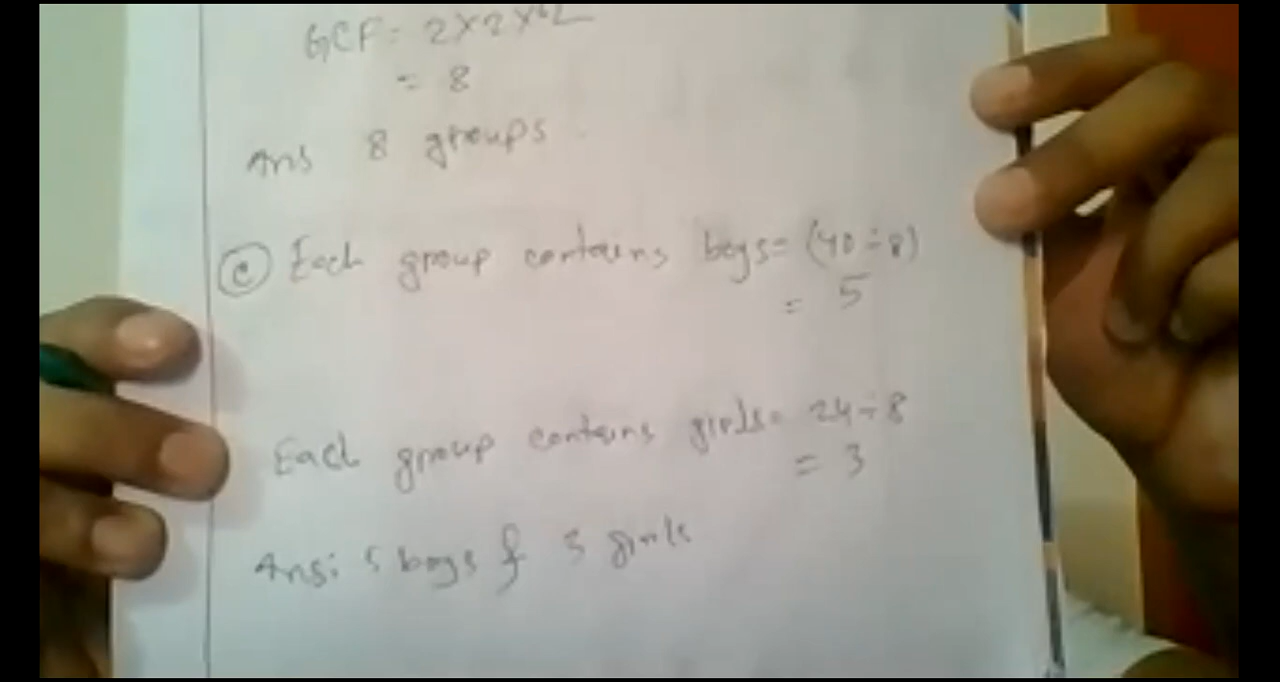 GCF = 2×2×2
= 8
Ans 8 groups.
(c) Each group contains boys = (40÷8)
= 5
Each group contains girls = 24÷8
= 3
Ans: 5 boys & 3 girls